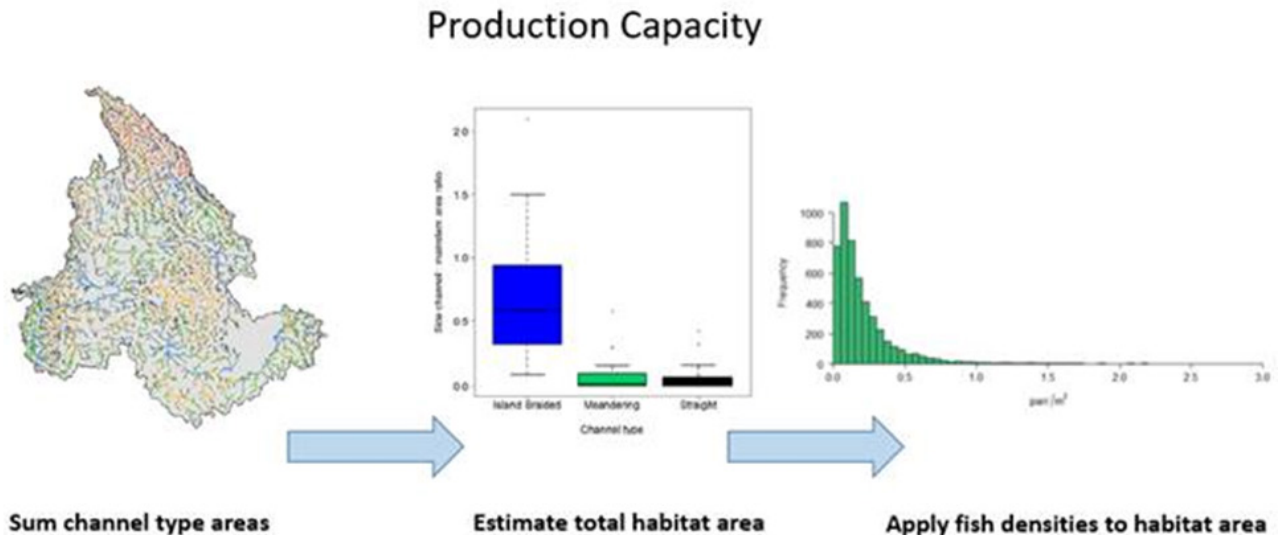 Production Capacity
Side channel mainstem area ratio
2.0
1.5
1.0
0.5
0.0
Island Braided
Meandering
Straight
Channel type
Frequency
1000
800
600
400
200
0
0.0
0.5
1.0
1.5
2.0
2.5
3.0
parr/m²
Sum channel type areas
Estimate total habitat area
Apply fish densities to habitat area